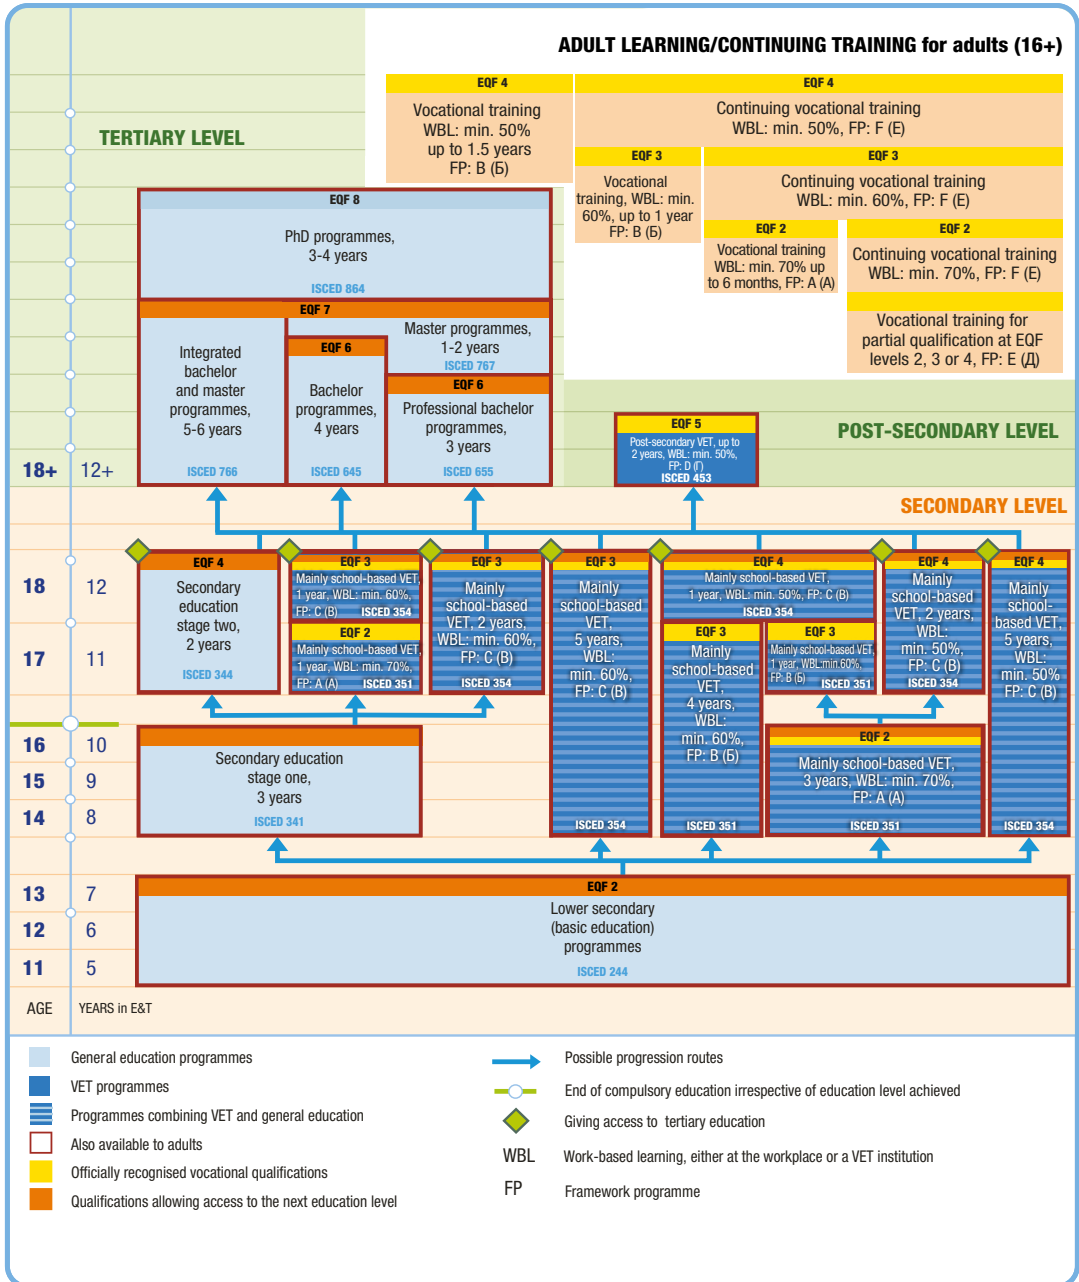 ADULT LEARNING/CONTINUING TRAINING for adults (16+)
EQF 4
Vocational training
WBL: min. 50%
up to 1.5 years
FP: B (Б)
EQF 4
Continuing vocational training
WBL: min. 50%, FP: F (E)
EQF 3
Vocational
training, WBL: min.
60%, up to 1 year
FP: B (Б)
EQF 3
Continuing vocational training
WBL: min. 60%, FP: F (E)
EQF 2
Vocational training
WBL: min. 70% up
to 6 months, FP: A (A)
EQF 2
Continuing vocational training
WBL: min. 70%, FP: F (E)
Vocational training for
partial qualification at EQF
levels 2, 3 or 4, FP: E (Д)
TERTIARY LEVEL
EQF 8
PhD programmes,
3-4 years
ISCED 864
EQF 7
Integrated
bachelor
and master
programmes,
5-6 years
ISCED 766
Master programmes,
1-2 years
ISCED 767
EQF 6
Bachelor
programmes,
4 years
ISCED 645
EQF 6
Professional bachelor
programmes,
3 years
ISCED 655
POST-SECONDARY LEVEL
EQF 5
Post-secondary VET, up to
2 years, WBL: min. 50%,
FP: D (Г)
ISCED 453
18+ 12+
SECONDARY LEVEL
18 12
17 11
16 10
15 9
14 8
13 7
12 6
11 5
AGE YEARS in E&T
EQF 4
Secondary
education
stage two,
2 years
ISCED 344
EQF 3
Mainly school-based VET,
1 year, WBL: min. 60%,
FP: C (B) ISCED 354
EQF 2
Mainly school-based VET,
1 year, WBL: min. 70%,
FP: A (A) ISCED 351
EQF 3
Mainly
school-based
VET, 2 years,
WBL: min. 60%,
FP: C (B)
ISCED 354
EQF 3
Mainly
school-based
VET,
5 years,
WBL:
min. 60%,
FP: C (B)
ISCED 354
EQF 4
Mainly school-based VET,
1 year, WBL: min. 50%, FP: C (B)
ISCED 354
EQF 3
Mainly
school-based
VET,
4 years,
WBL:
min. 60%,
FP: B (Б)
ISCED 351
EQF 3
Mainly school-based VET,
1 year, WBL:min.60%,
FP: B (Б) ISCED 351
EQF 4
Mainly
school-based
VET, 2 years,
WBL:
min. 50%,
FP: C (B)
ISCED 354
EQF 4
Mainly
school-
based VET,
5 years,
WBL:
min. 50%
FP: C (B)
ISCED 354
Secondary education
stage one,
3 years
ISCED 341
EQF 2
Mainly school-based VET,
3 years, WBL: min. 70%,
FP: A (A)
ISCED 351
EQF 2
Lower secondary
(basic education)
programmes
ISCED 244
General education programmes
VET programmes
Programmes combining VET and general education
Also available to adults
Officially recognised vocational qualifications
Qualifications allowing access to the next education level
Possible progression routes
End of compulsory education irrespective of education level achieved
Giving access to tertiary education
WBL Work-based learning, either at the workplace or a VET institution
FP Framework programme